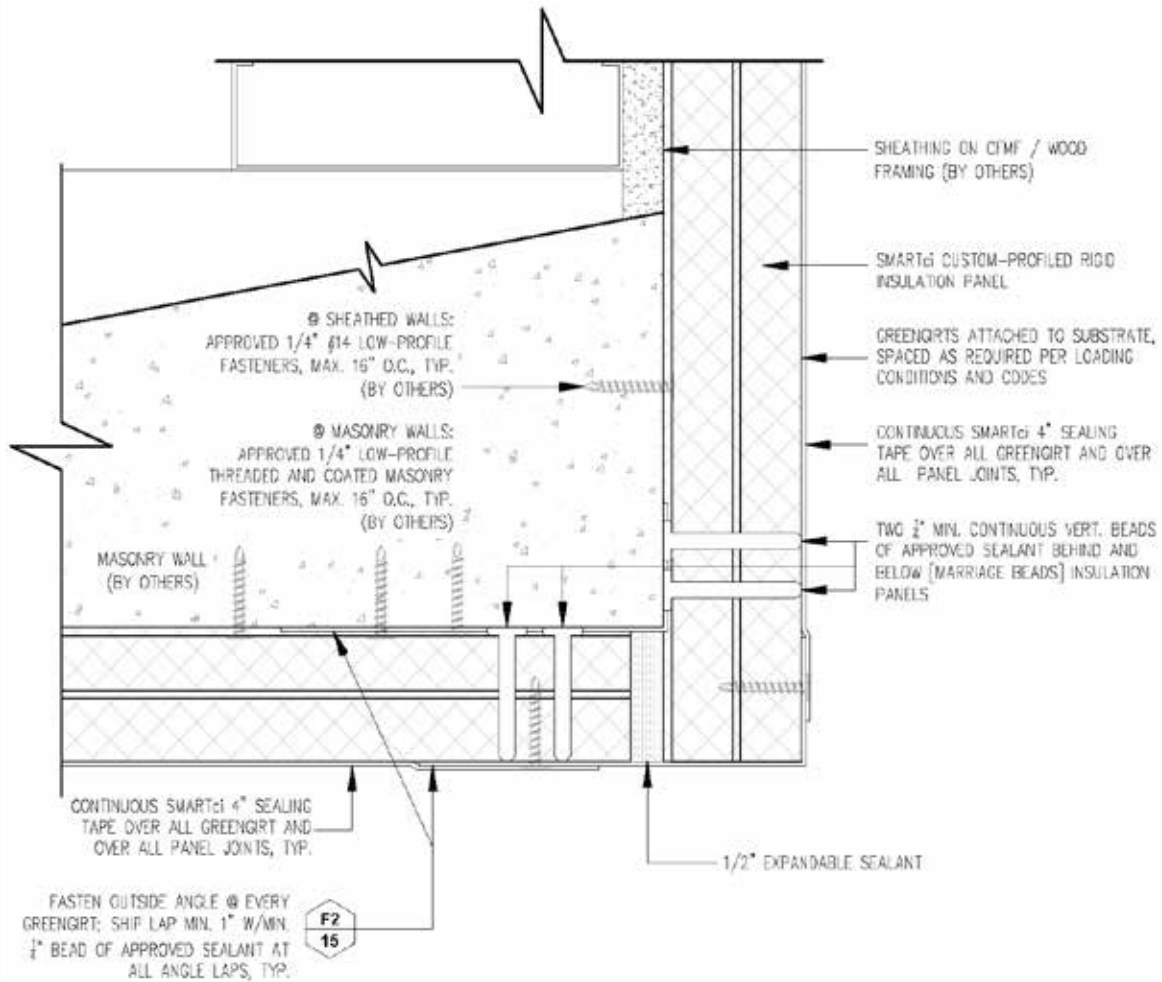 SHEATHING ON CFMF / WOOD
FRAMING (BY OTHERS)
SMARTci CUSTOM-PROFILED RIGID
INSULATION PANEL
@ SHEATHED WALLS:
APPROVED 1/4" #14 LOW-PROFILE
FASTENERS, MAX. 16" O.C., TYP.
(BY OTHERS)
GREENGIRTS ATTACHED TO SUBSTRATE,
SPACED AS REQUIRED PER LOADING
CONDITIONS AND CODES
@ MASONRY WALLS:
APPROVED 1/4" LOW-PROFILE
THREADED AND COATED MASONRY
FASTENERS, MAX. 16" O.C., TYP.
(BY OTHERS)
CONTINUOUS SMARTci 4" SEALING
TAPE OVER ALL GREENGIRT AND OVER
ALL PANEL JOINTS, TYP.
MASONRY WALL
(BY OTHERS)
TWO MIN. CONTINUOUS VERT. BEADS
OF APPROVED SEALANT BEHIND AND
BELOW [MARRIAGE BEADS] INSULATION
PANELS
CONTINUOUS SMARTci 4" SEALING
TAPE OVER ALL GREENGIRT AND
OVER ALL PANEL JOINTS, TYP.
1/2" EXPANDABLE SEALANT
FASTEN OUTSIDE ANGLE @ EVERY
GREENGIRT; SHIP LAP MIN. 1" W/MIN.
BEAD OF APPROVED SEALANT AT
ALL ANGLE LAPS, TYP.
F2
15